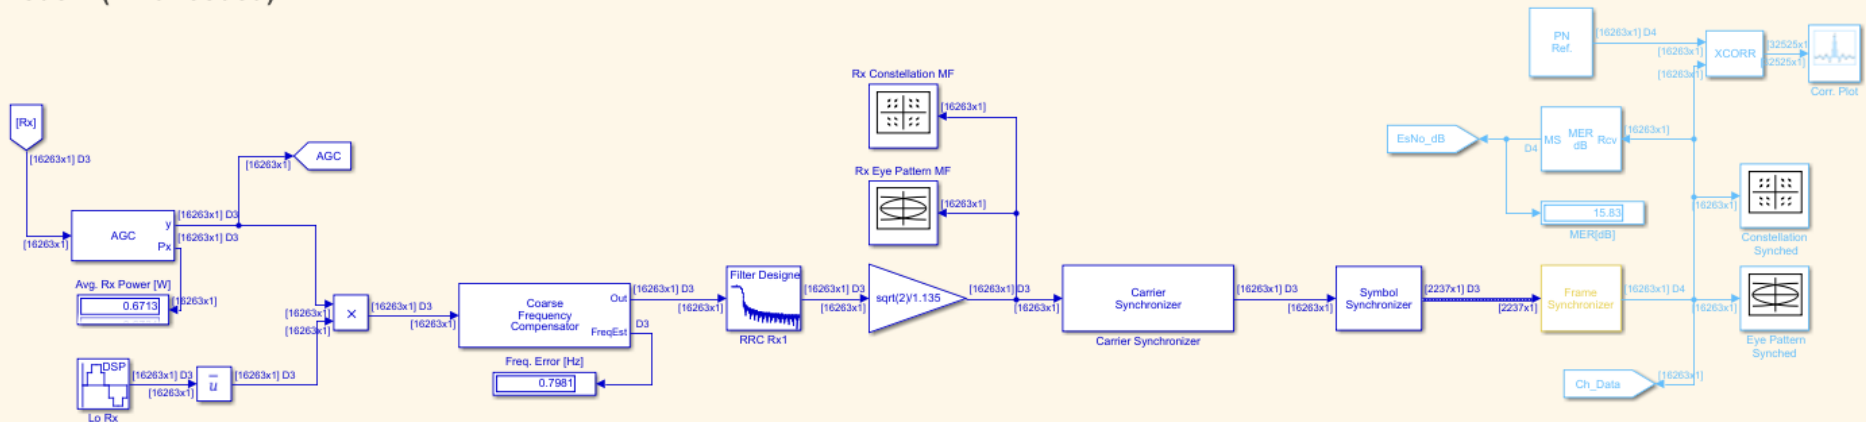 [Rx]
[16263x1] D3
[16263x1]
AGC
y
Px
[16263x1] D3
[16263x1] D3
[16263x1]
AGC
Avg. Rx Power [W]
0.6713
[16263x1]
DSP
Lo Rx
[16263x1] D3
[16263x1]
u
[16263x1] D3
[16263x1]
[16263x1]
×
[16263x1] D3
[16263x1]
Coarse
Frequency
Compensator
Out
FreqEst
D3
Freq. Error [Hz]
0.7981
[16263x1] D3
[16263x1]
Filter Designe
RRC Rx1
[16263x1] D3
[16263x1]
sqrt(2)/1.135
Rx Constellation MF
[16263x1]
Rx Eye Pattern MF
[16263x1]
[16263x1] D3
[16263x1]
Carrier
Synchronizer
Carrier Synchronizer
[16263x1] D3
[16263x1]
Symbol
Synchronizer
[2237x1] D3
[2237x1]
Frame
Synchronizer
[16263x1] D4
[16263x1]
PN
Ref.
[16263x1] D4
[16263x1]
[16263x1]
XCORR
[32525x1
[32525x1]
Corr. Plot
EsNo_dB
D4
MS
MER
dB
Rcv
[16263x1]
15.83
MER[dB]
[16263x1]
Constellation
Synched
Eye Pattern
Synched
Ch_Data
[16263x1]